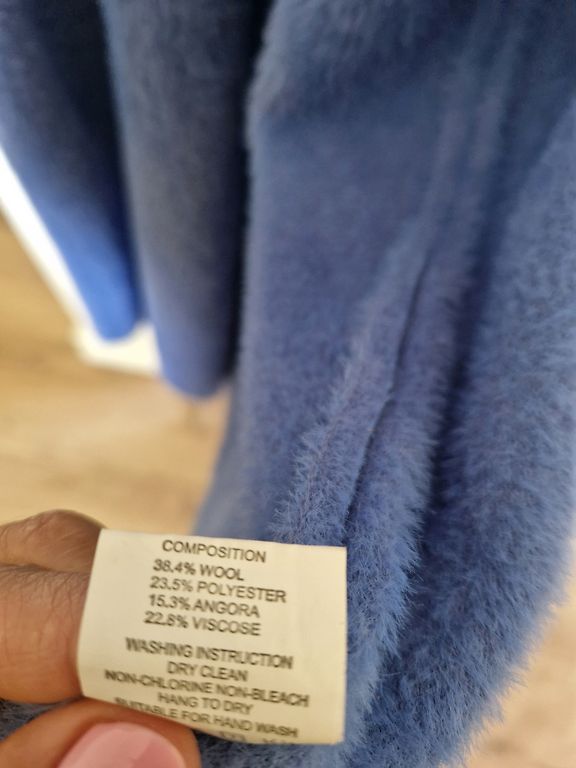 COMPOSITION
38.4% WOOL
23.5% POLYESTER
15.3% ANGORA
22.8% VISCOSE
WASHING INSTRUCTION
DRY CLEAN
NON-CHLORINE NON-BLEACH
HANG TO DRY
SUITABLE FOR HAND WASH